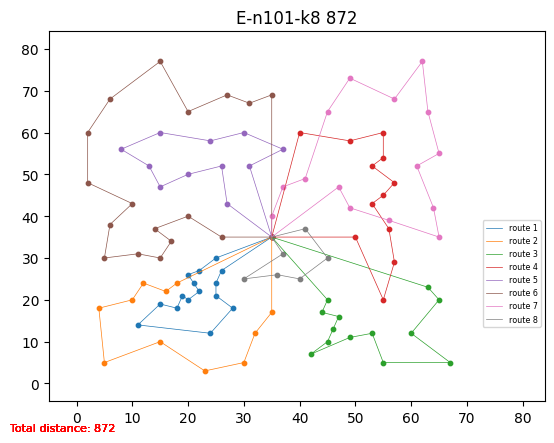 E-n101-k8 872
80
70
60
50
40
30
20
10
0
route 1
route 2
route 3
route 4
route 5
route 6
route 7
route 8
0 10 20 30 40 50 60 70 80
Total distance: 872